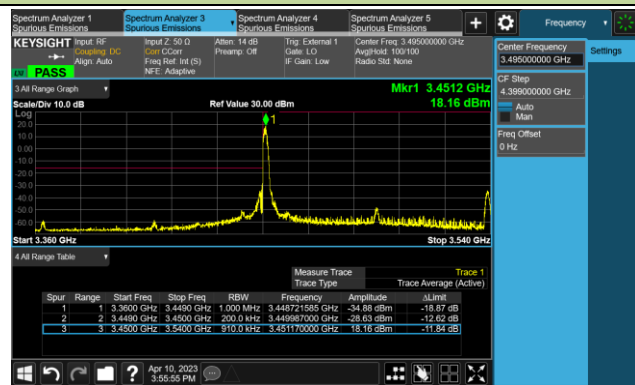 Spectrum Analyzer 1
Spurious Emissions
Spectrum Analyzer 3
Spurious Emissions
Spectrum Analyzer 4
Spurious Emissions
Spectrum Analyzer 5
Spurious Emissions
+
Frequency
KEYSIGHT Input: RF
Coupling: DC
Align: Auto
Input Z: 50 Ω
Corr CCorr
Freq Ref: Int (S)
NFE: Adaptive
Atten: 14 dB
Preamp: Off
Trig: External 1
Gate: LO
IF Gain: Low
Center Freq: 3.495000000 GHz
Avg|Hold: 100/100
Radio Std: None
PASS
Center Frequency
3.495000000 GHz
Settings
CF Step
4.399000000 GHz
Auto
Man
Freq Offset
0 Hz
3 All Range Graph
Mkr1 3.4512 GHz
Scale/Div 10.0 dB
Ref Value 30.00 dBm
18.16 dBm
Log
20.0
10.0
0.00
-10.0
-20.0
-30.0
-40.0
-50.0
-60.0
1
Start 3.360 GHz
Stop 3.540 GHz
4 All Range Table
Measure Trace Trace 1
Trace Type Trace Average (Active)
Spur Range Start Freq Stop Freq RBW Frequency Amplitude ΔLimit
1 1 3.3600 GHz 3.4490 GHz 1.000 MHz 3.448721585 GHz -34.88 dBm -18.87 dB
2 2 3.4490 GHz 3.4500 GHz 200.0 kHz 3.449987000 GHz -28.63 dBm -12.62 dB
3 3 3.4500 GHz 3.5400 GHz 910.0 kHz 3.451170000 GHz 18.16 dBm -11.84 dB
?
Apr 10, 2023
3:55:55 PM